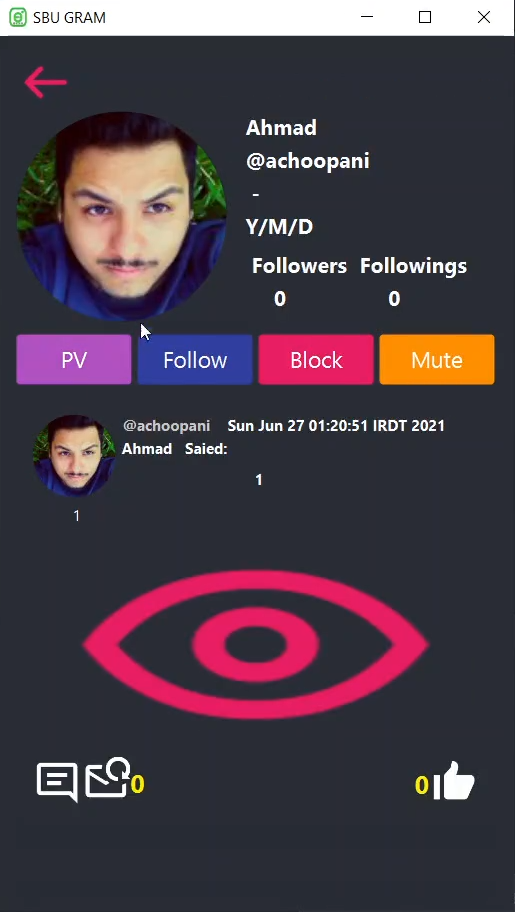 SBU GRAM
Ahmad
@achoopani
-
Y/M/D
Followers Followings
0 0
PV Follow Block Mute
@achoopani Sun Jun 27 01:20:51 IRDT 2021
Ahmad Saied:
1
1
0 0